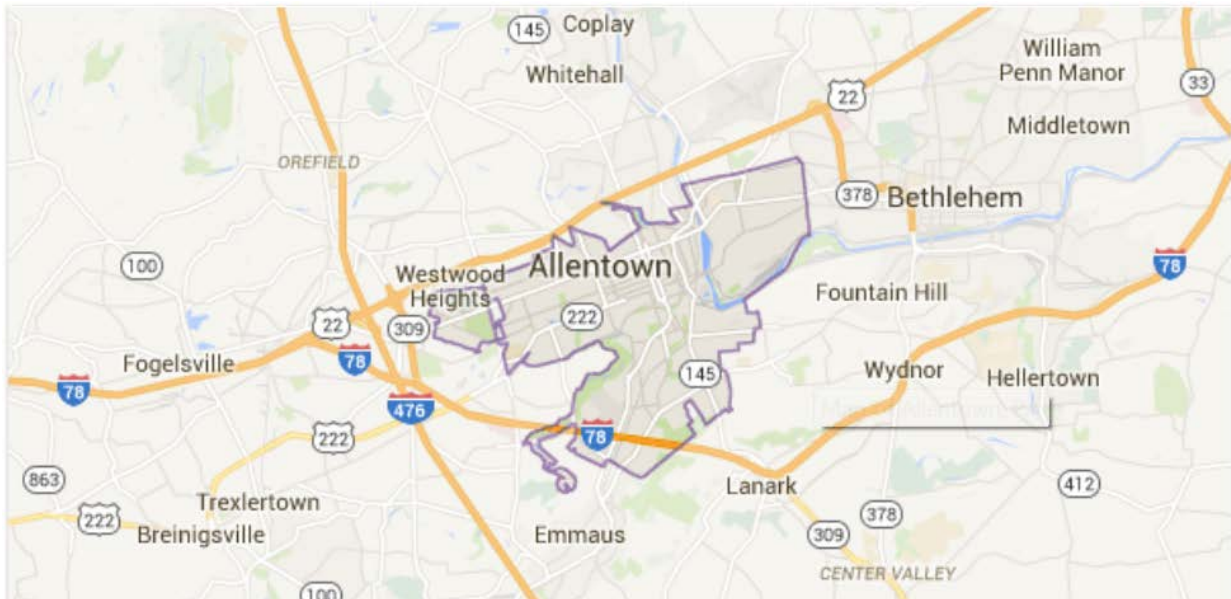 145
Coplay
Whitehall
William
Penn Manor
33
22
Middletown
OREFIELD
378
Bethlehem
100
Westwood
Heights
Allentown
78
Fountain Hill
22
309
222
Fogelsville
78
145
Wydnor
Hellertown
78
476
222
78
863
Trexlertown
Lanark
412
222
Breinigsville
Emmaus
309
378
CENTER VALLEY
100